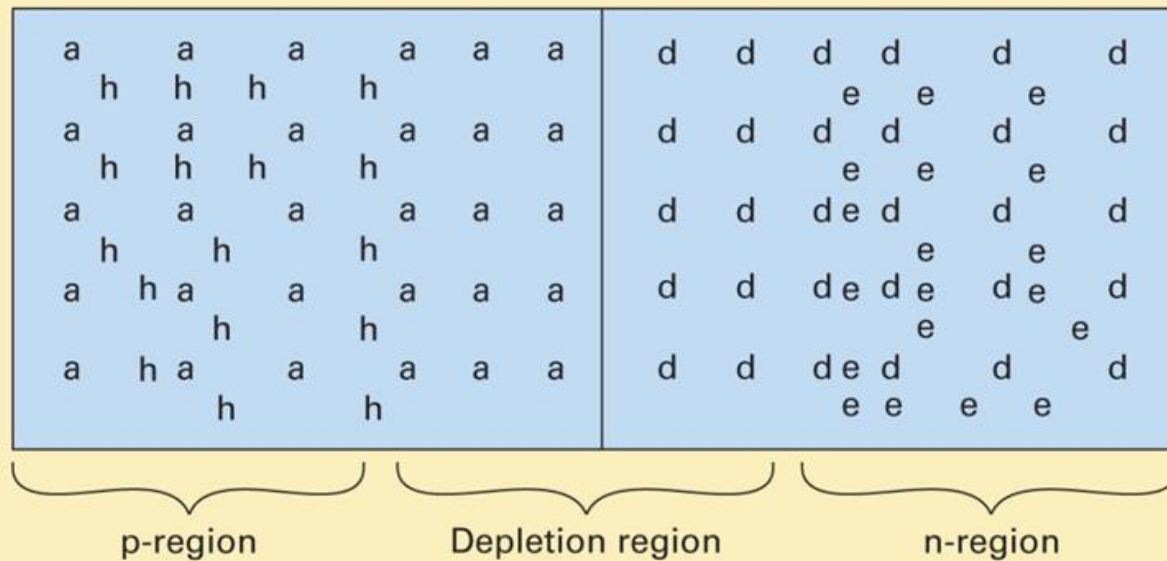 a a a a a a d d d d d d
h h h h e e e
a a a a a a d d d d d d
h h h h e e e
a a a a a a d d d e d d d
h h h e e
a h a a a a a d d d e d e d e d
h h e e
a h a a a a a d d d e d d d
h h e e e e
p-region Depletion region n-region